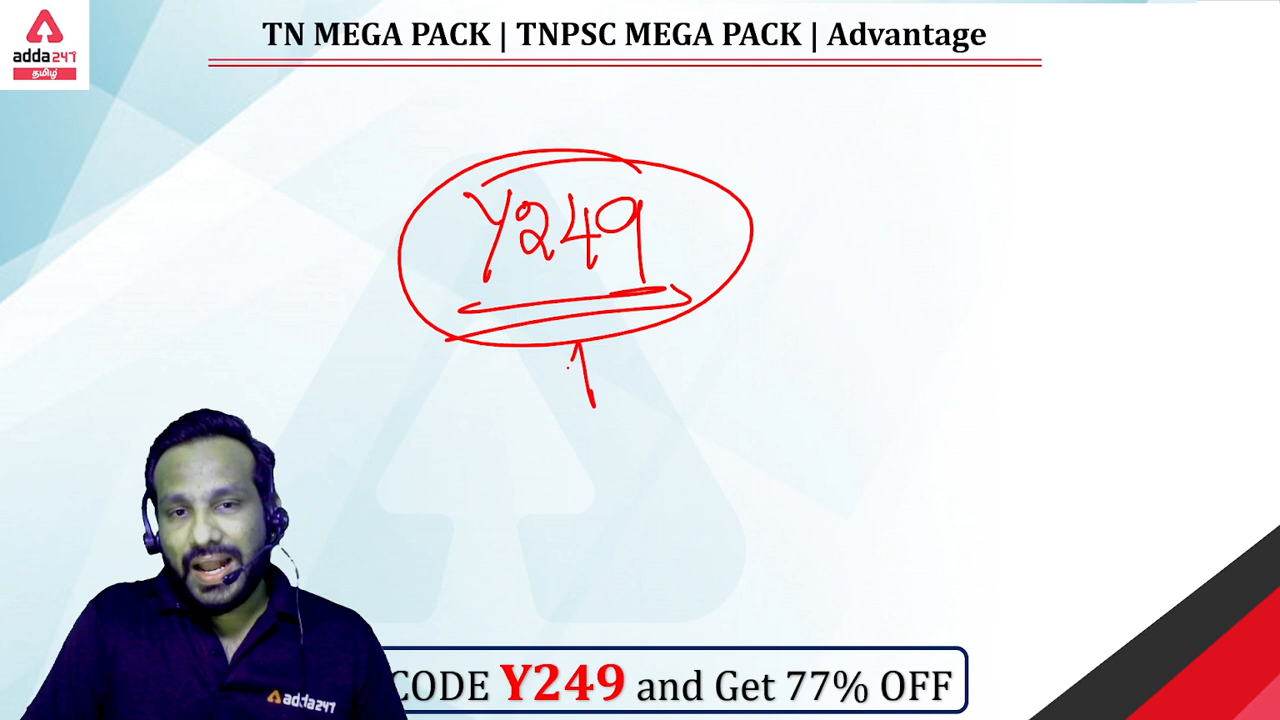 adda247
தமிழ்
TN MEGA PACK | TNPSC MEGA PACK | Advantage
Y249
CODE Y249 and Get 77% OFF
adda247